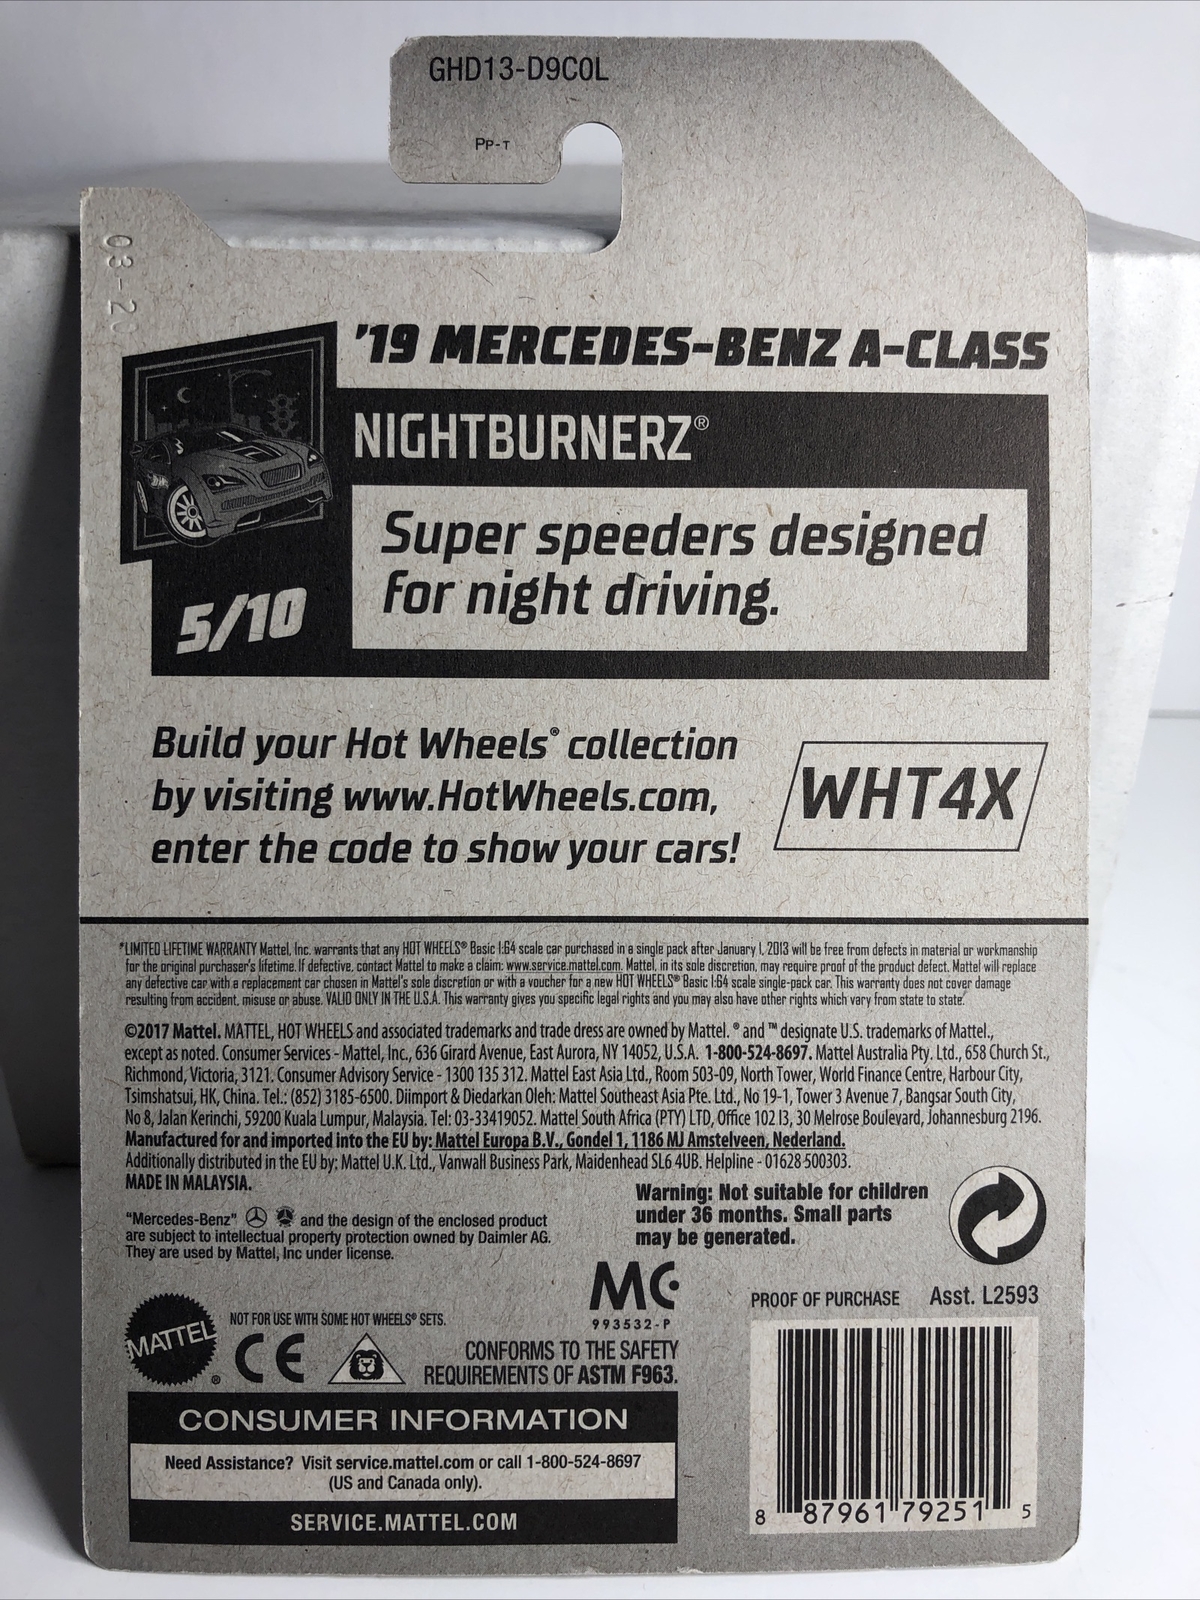 GHD13-D9C0L
PP-T
03-20
'19 MERCEDES-BENZ A-CLASS
NIGHTBURNERZ®
Super speeders designed
for night driving.
5/10
Build your Hot Wheels® collection
by visiting www.HotWheels.com,
enter the code to show your cars!
WHT4X
*LIMITED LIFETIME WARRANTY Mattel, Inc. warrants that any HOT WHEELS® Basic 1:64 scale car purchased in a single pack after January 1, 2013 will be free from defects in material or workmanship
for the original purchaser's lifetime. If defective, contact Mattel to make a claim: www.service.mattel.com. Mattel, in its sole discretion, may require proof of the product defect. Mattel will replace
any defective car with a replacement car chosen in Mattel's sole discretion or with a voucher for a new HOT WHEELS® Basic 1:64 scale single-pack car. This warranty does not cover damage
resulting from accident, misuse or abuse. VALID ONLY IN THE U.S.A. This warranty gives you specific legal rights and you may also have other rights which vary from state to state.
©2017 Mattel. MATTEL, HOT WHEELS and associated trademarks and trade dress are owned by Mattel. ® and ™ designate U.S. trademarks of Mattel.,
except as noted. Consumer Services - Mattel, Inc., 636 Girard Avenue, East Aurora, NY 14052, U.S.A. 1-800-524-8697. Mattel Australia Pty. Ltd., 658 Church St.,
Richmond, Victoria, 3121. Consumer Advisory Service - 1300 135 312. Mattel East Asia Ltd., Room 503-09, North Tower, World Finance Centre, Harbour City,
Tsimshatsui, HK, China. Tel.: (852) 3185-6500. Diimport & Diedarkan Oleh: Mattel Southeast Asia Pte. Ltd., No 19-1, Tower 3 Avenue 7, Bangsar South City,
No 8, Jalan Kerinchi, 59200 Kuala Lumpur, Malaysia. Tel: 03-33419052. Mattel South Africa (PTY) LTD, Office 102 I3, 30 Melrose Boulevard, Johannesburg 2196.
Manufactured for and imported into the EU by: Mattel Europa B.V., Gondel 1, 1186 MJ Amstelveen, Nederland.
Additionally distributed in the EU by: Mattel U.K. Ltd., Vanwall Business Park, Maidenhead SL6 4UB. Helpline - 01628 500303.
MADE IN MALAYSIA.
Warning: Not suitable for children
under 36 months. Small parts
may be generated.
"Mercedes-Benz" and the design of the enclosed product
are subject to intellectual property protection owned by Daimler AG.
They are used by Mattel, Inc under license.
MC
993532-P
PROOF OF PURCHASE Asst. L2593
MATTEL®
NOT FOR USE WITH SOME HOT WHEELS® SETS.
CE
CONFORMS TO THE SAFETY
REQUIREMENTS OF ASTM F963.
CONSUMER INFORMATION
Need Assistance? Visit service.mattel.com or call 1-800-524-8697
(US and Canada only).
SERVICE.MATTEL.COM
8 87961 79251 5